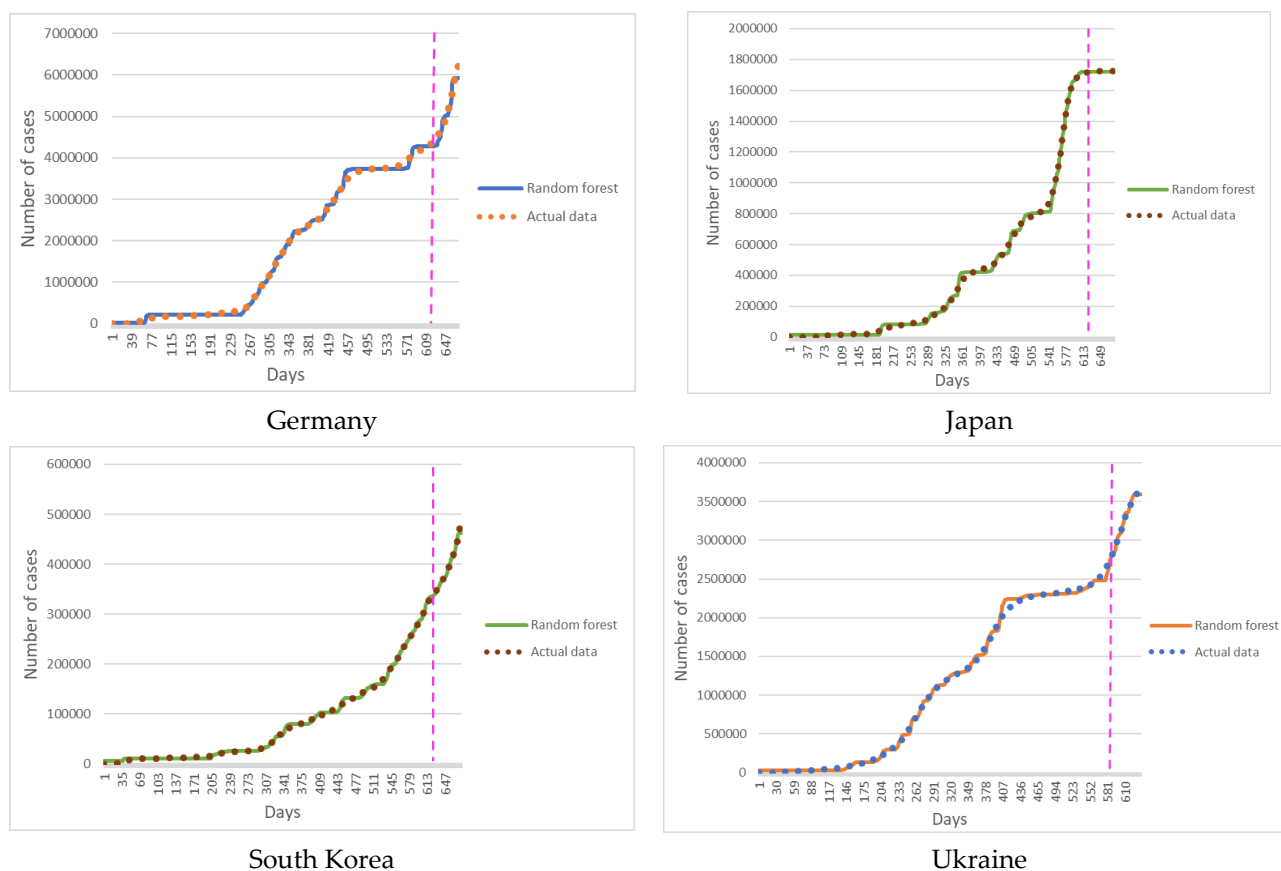 7000000
6000000
5000000
4000000
3000000
2000000
1000000
0
Number of cases
1 39 77 115 153 191 229 267 305 343 381 419 457 495 533 571 609 647
Days
Random forest
Actual data
Germany
2000000
1800000
1600000
1400000
1200000
1000000
800000
600000
400000
200000
0
Number of cases
1 37 73 109 145 181 217 253 289 325 361 397 433 469 505 541 577 613 649
Days
Random forest
Actual data
Japan
600000
500000
400000
300000
200000
100000
0
Number of cases
1 35 69 103 137 171 205 239 273 307 341 375 409 443 477 511 545 579 613 647
Days
Random forest
Actual data
South Korea
4000000
3500000
3000000
2500000
2000000
1500000
1000000
500000
0
Number of cases
1 30 59 88 117 146 175 204 233 262 291 320 349 378 407 436 465 494 523 552 581 610
Days
Random forest
Actual data
Ukraine